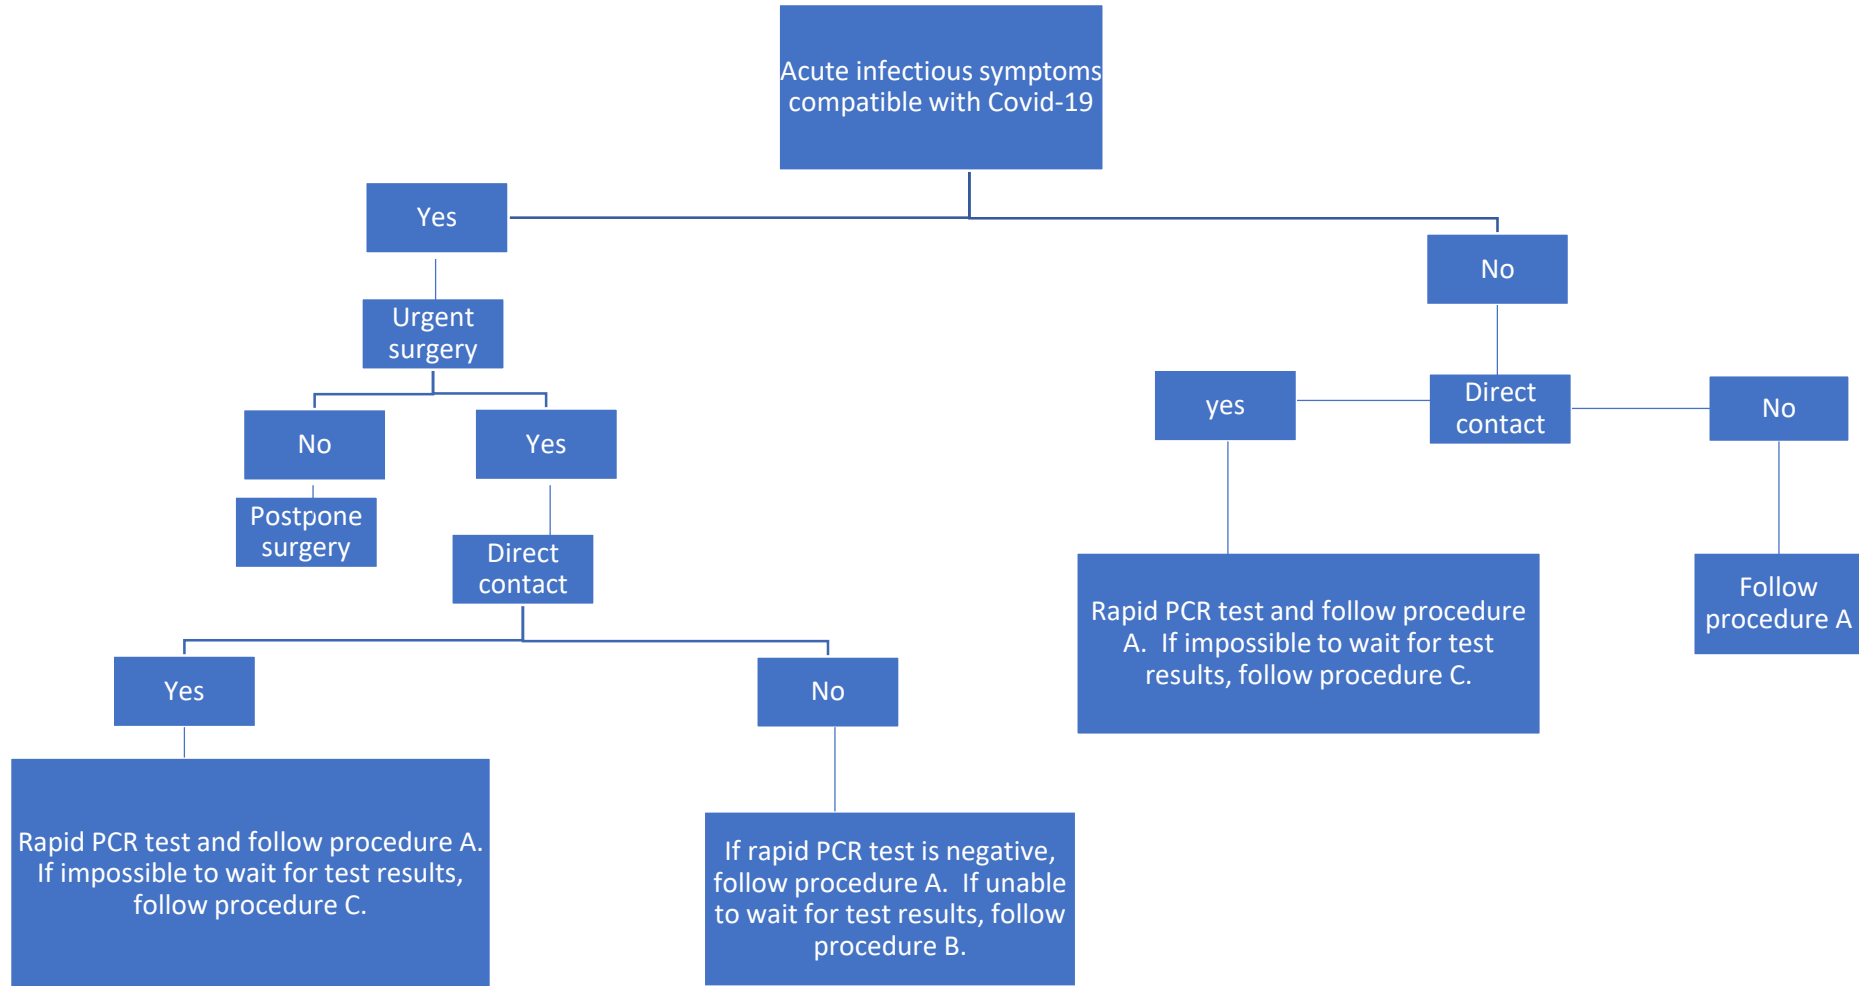 Acute infectious symptoms
compatible with Covid-19
Yes
No
Urgent
surgery
yes
Direct
contact
No
No
Yes
Postpone
surgery
Direct
contact
Rapid PCR test and follow procedure
A.  If impossible to wait for test
results, follow procedure C.
Follow
procedure A
Yes
No
Rapid PCR test and follow procedure A.
If impossible to wait for test results,
follow procedure C.
If rapid PCR test is negative,
follow procedure A.  If unable
to wait for test results, follow
procedure B.